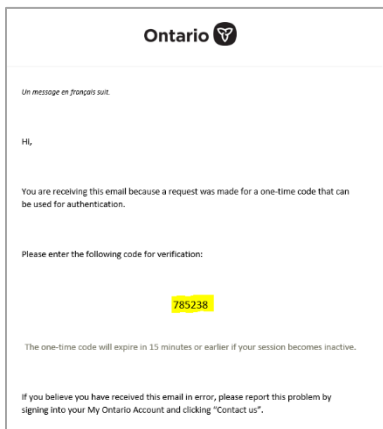 Ontario
Un message en français suit.
Hi,
You are receiving this email because a request was made for a one-time code that can
be used for authentication.
Please enter the following code for verification:
785238
The one-time code will expire in 15 minutes or earlier if your session becomes inactive.
If you believe you have received this email in error, please report this problem by
signing into your My Ontario Account and clicking “Contact us”.